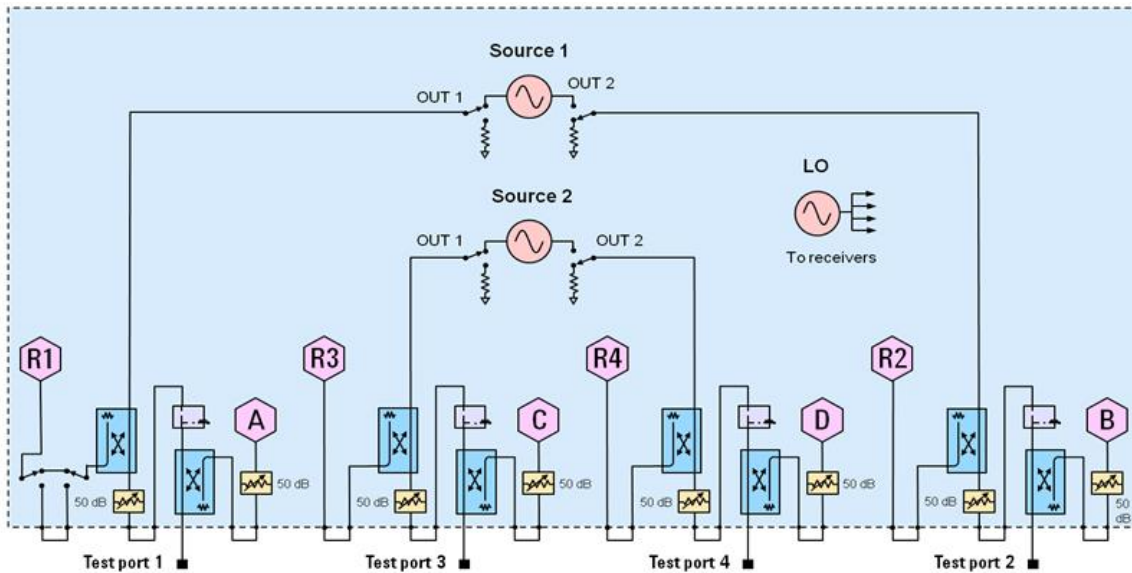 Source 1
OUT 1
OUT 2
LO
Source 2
OUT 1
OUT 2
To receivers
R1
R3
R4
R2
A
C
D
B
50 dB
50 dB
50 dB
50 dB
50 dB
50 dB
50 dB
50
dB
Test port 1
Test port 3
Test port 4
Test port 2